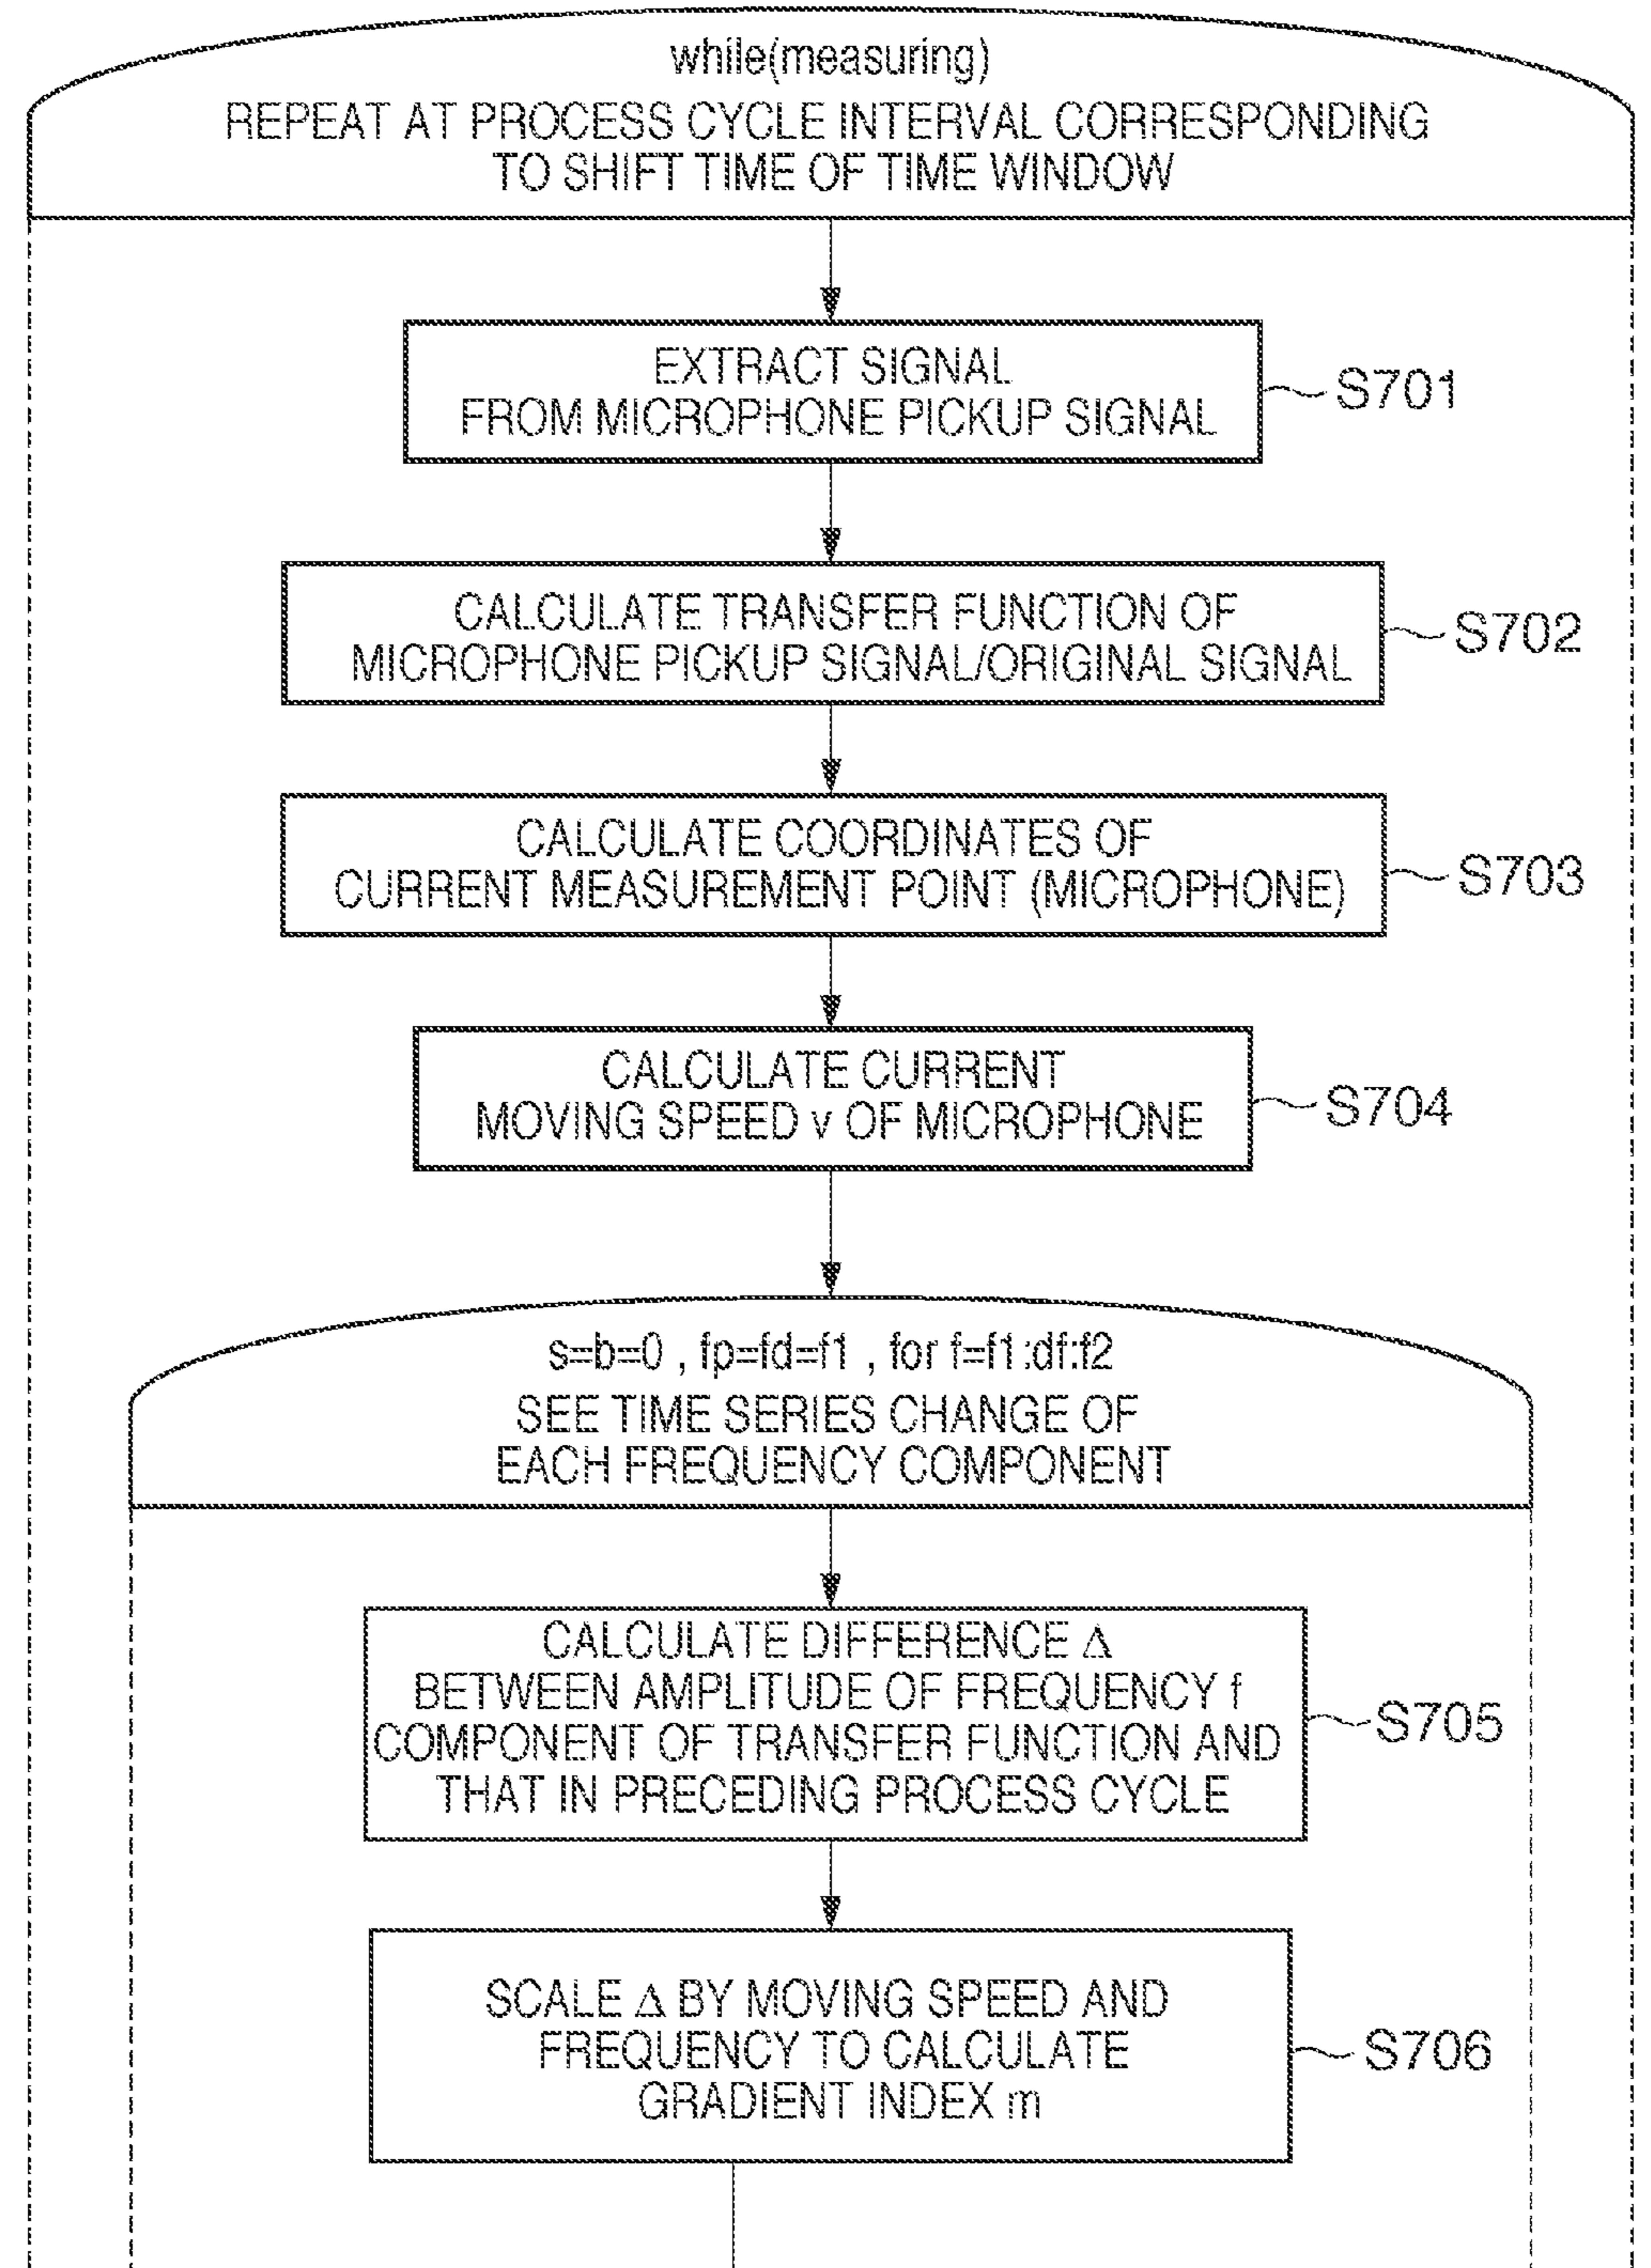 while(measuring)
REPEAT AT PROCESS CYCLE INTERVAL CORRESPONDING
TO SHIFT TIME OF TIME WINDOW
EXTRACT SIGNAL
FROM MICROPHONE PICKUP SIGNAL
S701
CALCULATE TRANSFER FUNCTION OF
MICROPHONE PICKUP SIGNAL/ORIGINAL SIGNAL
S702
CALCULATE COORDINATES OF
CURRENT MEASUREMENT POINT (MICROPHONE)
S703
CALCULATE CURRENT
MOVING SPEED v OF MICROPHONE
S704
s=b=0 , fp=fd=f1 , for f=f1:df:f2
SEE TIME SERIES CHANGE OF
EACH FREQUENCY COMPONENT
CALCULATE DIFFERENCE Δ
BETWEEN AMPLITUDE OF FREQUENCY f
COMPONENT OF TRANSFER FUNCTION AND
THAT IN PRECEDING PROCESS CYCLE
S705
SCALE Δ BY MOVING SPEED AND
FREQUENCY TO CALCULATE
GRADIENT INDEX m
S706